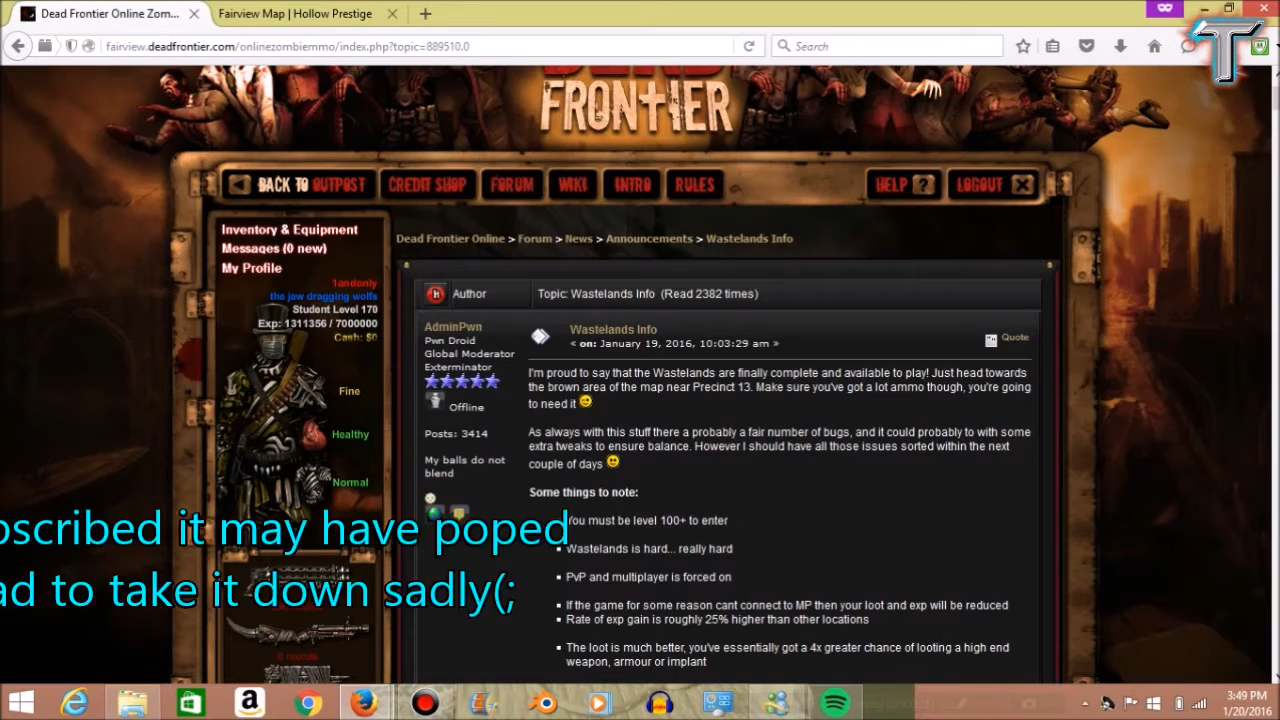 Dead Frontier Online Zom...
Fairview Map | Hollow Prestige
fairview.deadfrontier.com/onlinezombiemmo/index.php?topic=889510.0
Search
T
FRONTIER
BACK TO OUTPOST
CREDIT SHOP
FORUM
WIKI
INTRO
RULES
HELP ?
LOGOUT X
Inventory & Equipment
Messages (0 new)
My Profile
1andonly
the jaw dragging wolfs
Student Level 170
Exp: 1311356 / 7000000
Cash: $0
Fine
Healthy
Normal
0 rounds
Dead Frontier Online > Forum > News > Announcements > Wastelands Info
Author
Topic: Wastelands Info (Read 2382 times)
AdminPwn
Pwn Droid
Global Moderator
Exterminator
Offline
Posts: 3414
My balls do not
blend
Wastelands Info
« on: January 19, 2016, 10:03:29 am »
Quote
I'm proud to say that the Wastelands are finally complete and available to play! Just head towards
the brown area of the map near Precinct 13. Make sure you've got a lot ammo though, you're going
to need it
As always with this stuff there a probably a fair number of bugs, and it could probably to with some
extra tweaks to ensure balance. However I should have all those issues sorted within the next
couple of days
Some things to note:
You must be level 100+ to enter
Wastelands is hard... really hard
PvP and multiplayer is forced on
If the game for some reason cant connect to MP then your loot and exp will be reduced
Rate of exp gain is roughly 25% higher than other locations
The loot is much better, you've essentially got a 4x greater chance of looting a high end
weapon, armour or implant
bscribed it may have poped
ad to take it down sadly(;
3:49 PM
1/20/2016